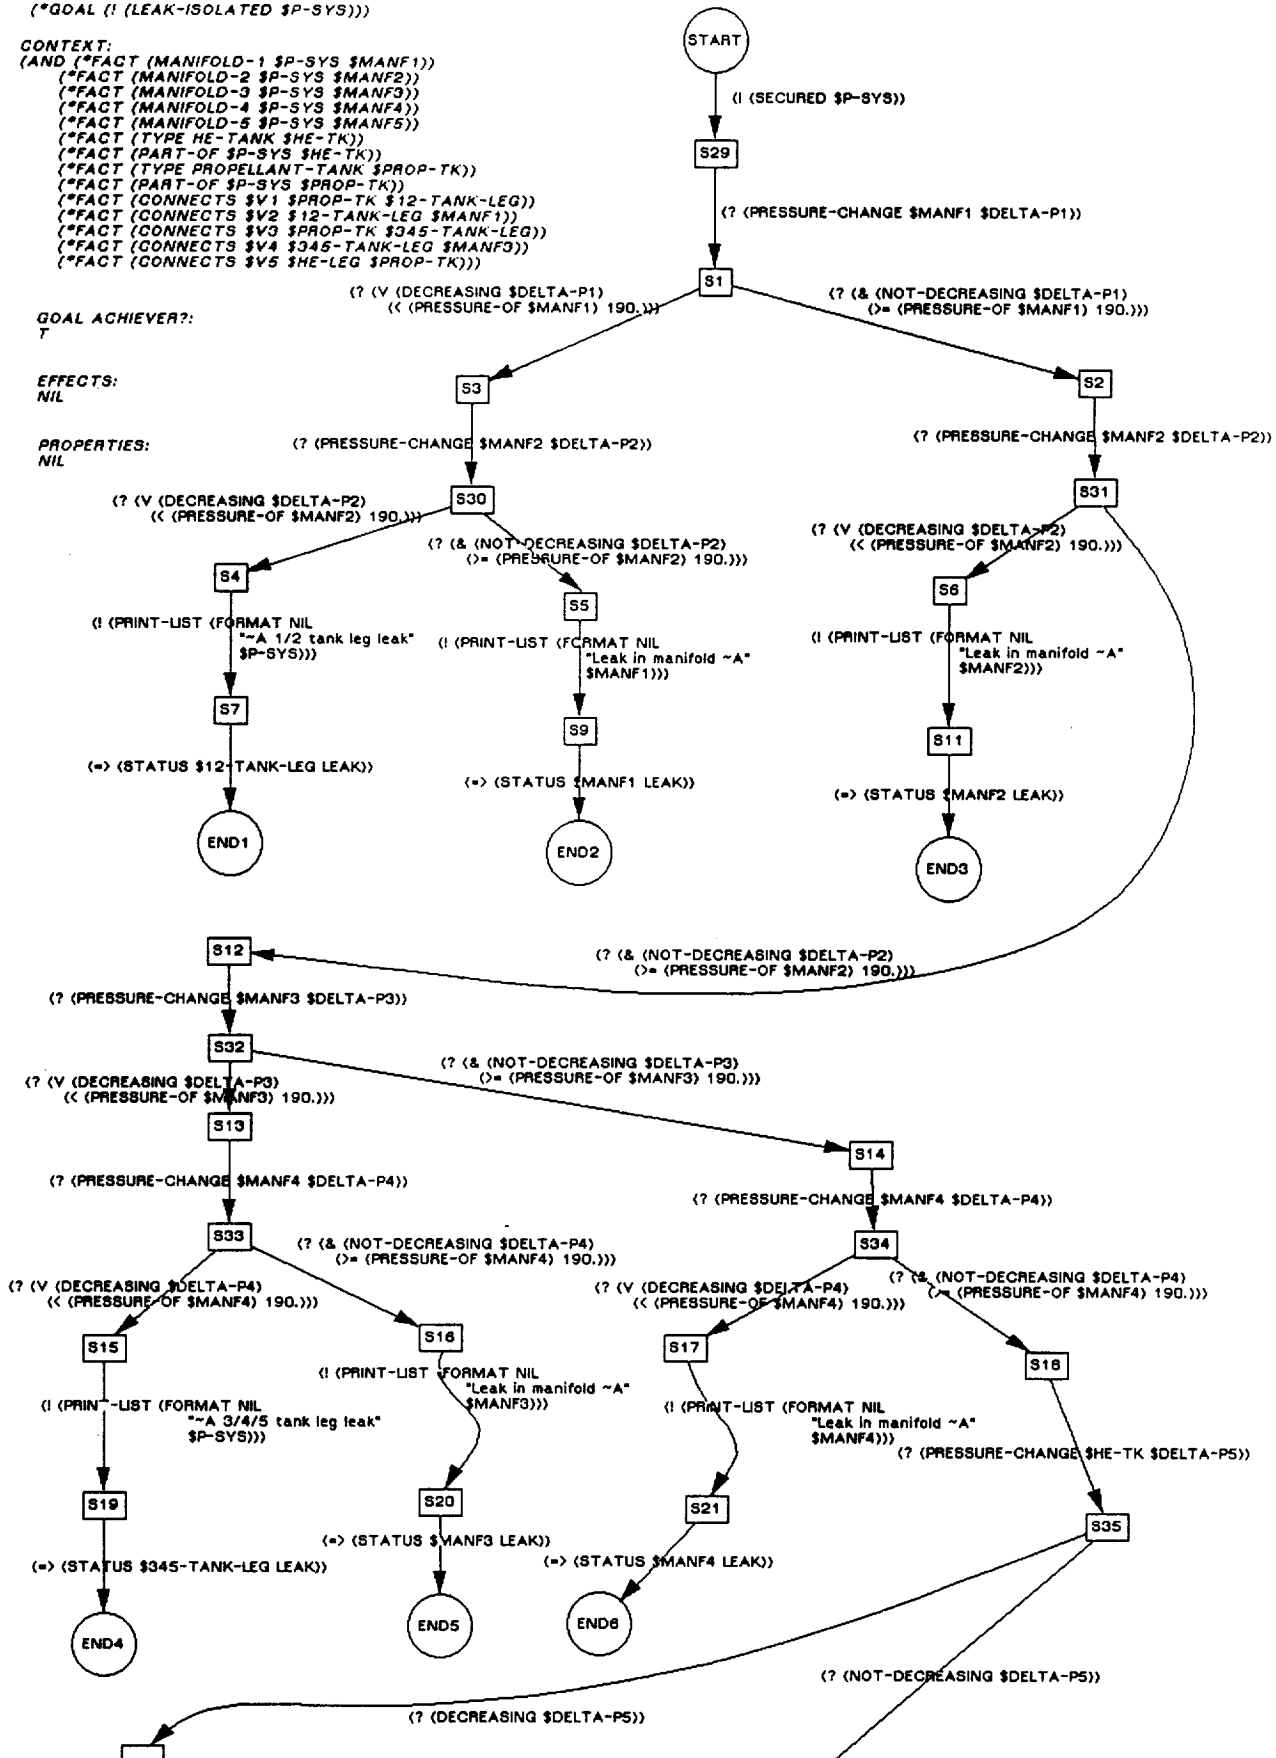 (*GOAL (! (LEAK-ISOLATED $P-SYS)))
CONTEXT:
(AND (*FACT (MANIFOLD-1 $P-SYS $MANF1))
(*FACT (MANIFOLD-2 $P-SYS $MANF2))
(*FACT (MANIFOLD-3 $P-SYS $MANF3))
(*FACT (MANIFOLD-4 $P-SYS $MANF4))
(*FACT (MANIFOLD-5 $P-SYS $MANF5))
(*FACT (TYPE HE-TANK $HE-TK))
(*FACT (PART-OF $P-SYS $HE-TK))
(*FACT (TYPE PROPELLANT-TANK $PROP-TK))
(*FACT (PART-OF $P-SYS $PROP-TK))
(*FACT (CONNECTS $V1 $PROP-TK $12-TANK-LEG))
(*FACT (CONNECTS $V2 $12-TANK-LEG $MANF1))
(*FACT (CONNECTS $V3 $PROP-TK $345-TANK-LEG))
(*FACT (CONNECTS $V4 $345-TANK-LEG $MANF3))
(*FACT (CONNECTS $V5 $HE-LEG $PROP-TK)))
GOAL ACHIEVER?:
T
EFFECTS:
NIL
PROPERTIES:
NIL
START
(! (SECURED $P-SYS))
S29
(? (PRESSURE-CHANGE $MANF1 $DELTA-P1))
S1
(? (V (DECREASING $DELTA-P1)
(< (PRESSURE-OF $MANF1) 190.)))
(? (& (NOT-DECREASING $DELTA-P1)
(>= (PRESSURE-OF $MANF1) 190.)))
S3
S2
(? (PRESSURE-CHANGE $MANF2 $DELTA-P2))
(? (PRESSURE-CHANGE $MANF2 $DELTA-P2))
S30
S31
(? (V (DECREASING $DELTA-P2)
(< (PRESSURE-OF $MANF2) 190.)))
(? (& (NOT-DECREASING $DELTA-P2)
(>= (PRESSURE-OF $MANF2) 190.)))
(? (V (DECREASING $DELTA-P2)
(< (PRESSURE-OF $MANF2) 190.)))
S4
S5
S6
(! (PRINT-LIST (FORMAT NIL
"~A 1/2 tank leg leak"
$P-SYS)))
(! (PRINT-LIST (FORMAT NIL
"Leak in manifold ~A"
$MANF1)))
(! (PRINT-LIST (FORMAT NIL
"Leak in manifold ~A"
$MANF2)))
S7
S9
S11
(=> (STATUS $12-TANK-LEG LEAK))
(=> (STATUS $MANF1 LEAK))
(=> (STATUS $MANF2 LEAK))
END1
END2
END3
S12
(? (& (NOT-DECREASING $DELTA-P2)
(>= (PRESSURE-OF $MANF2) 190.)))
(? (PRESSURE-CHANGE $MANF3 $DELTA-P3))
S32
(? (V (DECREASING $DELTA-P3)
(< (PRESSURE-OF $MANF3) 190.)))
(? (& (NOT-DECREASING $DELTA-P3)
(>= (PRESSURE-OF $MANF3) 190.)))
S13
S14
(? (PRESSURE-CHANGE $MANF4 $DELTA-P4))
(? (PRESSURE-CHANGE $MANF4 $DELTA-P4))
S33
S34
(? (& (NOT-DECREASING $DELTA-P4)
(>= (PRESSURE-OF $MANF4) 190.)))
(? (V (DECREASING $DELTA-P4)
(< (PRESSURE-OF $MANF4) 190.)))
(? (V (DECREASING $DELTA-P4)
(< (PRESSURE-OF $MANF4) 190.)))
(? (& (NOT-DECREASING $DELTA-P4)
(>= (PRESSURE-OF $MANF4) 190.)))
S15
S16
S17
S18
(! (PRINT-LIST (FORMAT NIL
"~A 3/4/5 tank leg leak"
$P-SYS)))
(! (PRINT-LIST (FORMAT NIL
"Leak in manifold ~A"
$MANF3)))
(! (PRINT-LIST (FORMAT NIL
"Leak in manifold ~A"
$MANF4)))
(? (PRESSURE-CHANGE $HE-TK $DELTA-P5))
S19
S20
S21
S35
(=> (STATUS $345-TANK-LEG LEAK))
(=> (STATUS $MANF3 LEAK))
(=> (STATUS $MANF4 LEAK))
END4
END5
END6
(? (NOT-DECREASING $DELTA-P5))
(? (DECREASING $DELTA-P5))